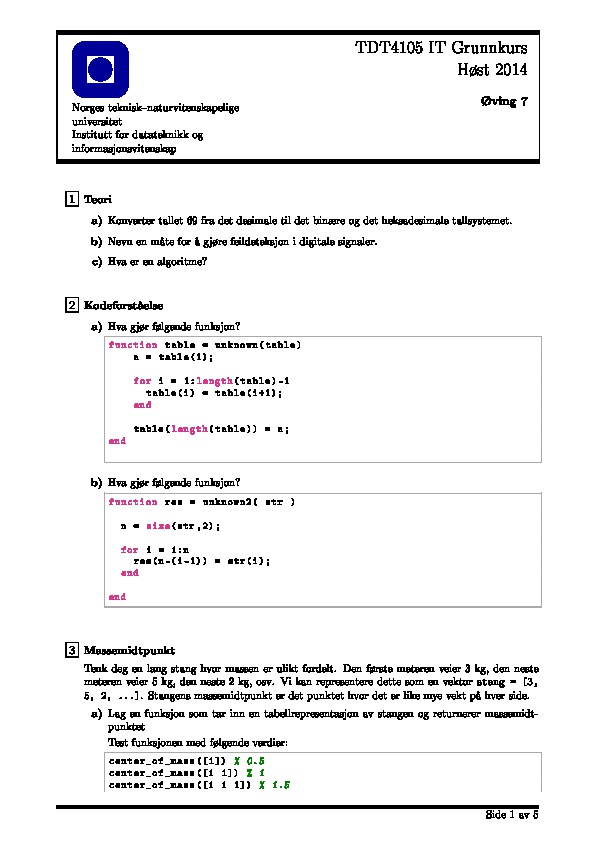 TDT4105 IT Grunnkurs
Høst 2014
Øving 7
Norges teknisk–naturvitenskapelige
universitet
Institutt for datateknikk og
informasjonsvitenskap
1 Teori
a) Konverter tallet 69 fra det desimale til det binære og det heksadesimale tallsystemet.
b) Nevn en måte for å gjøre feildeteksjon i digitale signaler.
c) Hva er en algoritme?
2 Kodeforståelse
a) Hva gjør følgende funksjon?
function table = unknown(table)
a = table(1);
for i = 1:length(table)-1
table(i) = table(i+1);
end
table(length(table)) = a;
end
b) Hva gjør følgende funksjon?
function res = unknown2( str )
n = size(str,2);
for i = 1:n
res(n-(i-1)) = str(i);
end
end
3 Massemidtpunkt
Tenk deg en lang stang hvor massen er ulikt fordelt. Den første meteren veier 3 kg, den neste
meteren veier 5 kg, den neste 2 kg, osv. Vi kan representere dette som en vektor stang = [3,
5, 2, ...]. Stangens massemidtpunkt er det punktet hvor det er like mye vekt på hver side.
a) Lag en funksjon som tar inn en tabellrepresentasjon av stangen og returnerer massemidt-
punktet
Test funksjonen med følgende verdier:
center_of_mass([1]) % 0.5
center_of_mass([1 1]) % 1
center_of_mass([1 1 1]) % 1.5
Side 1 av 5